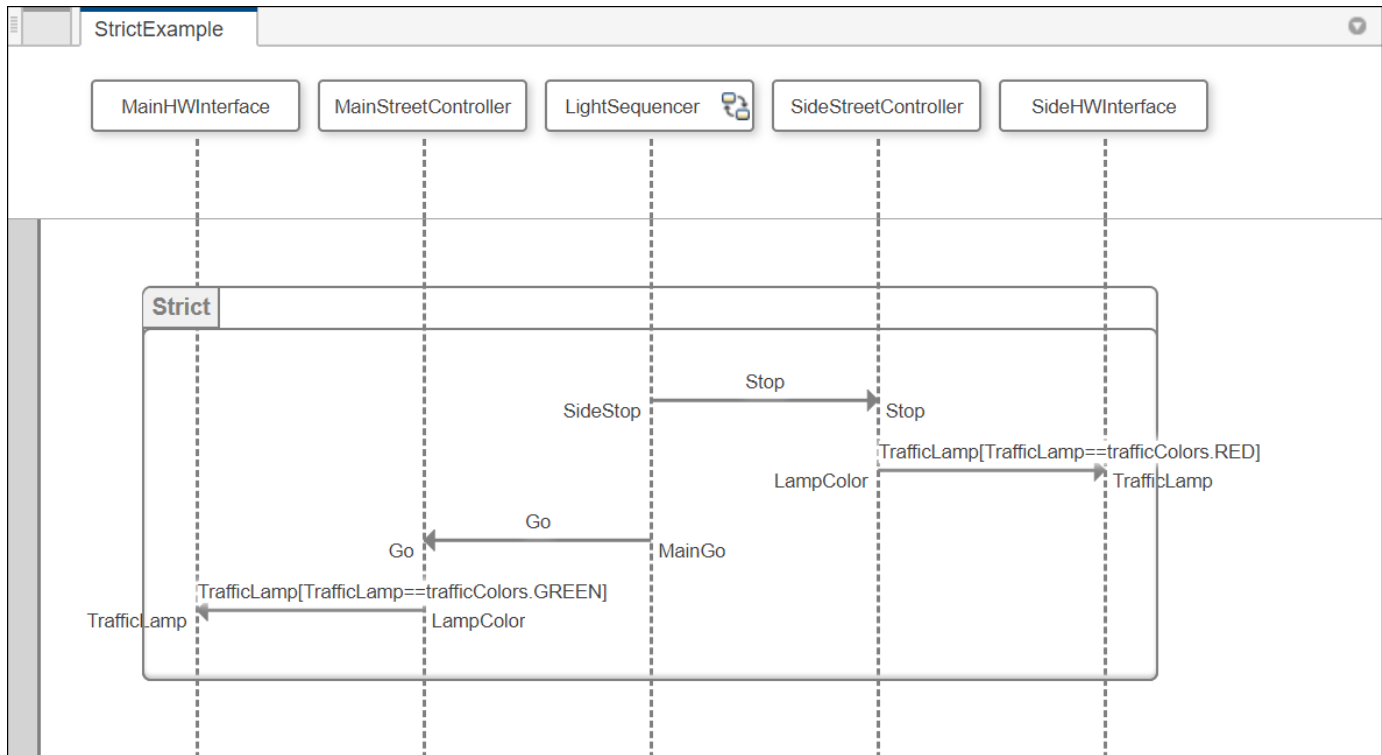 StrictExample
MainHWInterface
MainStreetController
LightSequencer
SideStreetController
SideHWInterface
Strict
Stop
SideStop
Stop
TrafficLamp[TrafficLamp==trafficColors.RED]
LampColor
TrafficLamp
Go
Go
MainGo
TrafficLamp[TrafficLamp==trafficColors.GREEN]
TrafficLamp
LampColor